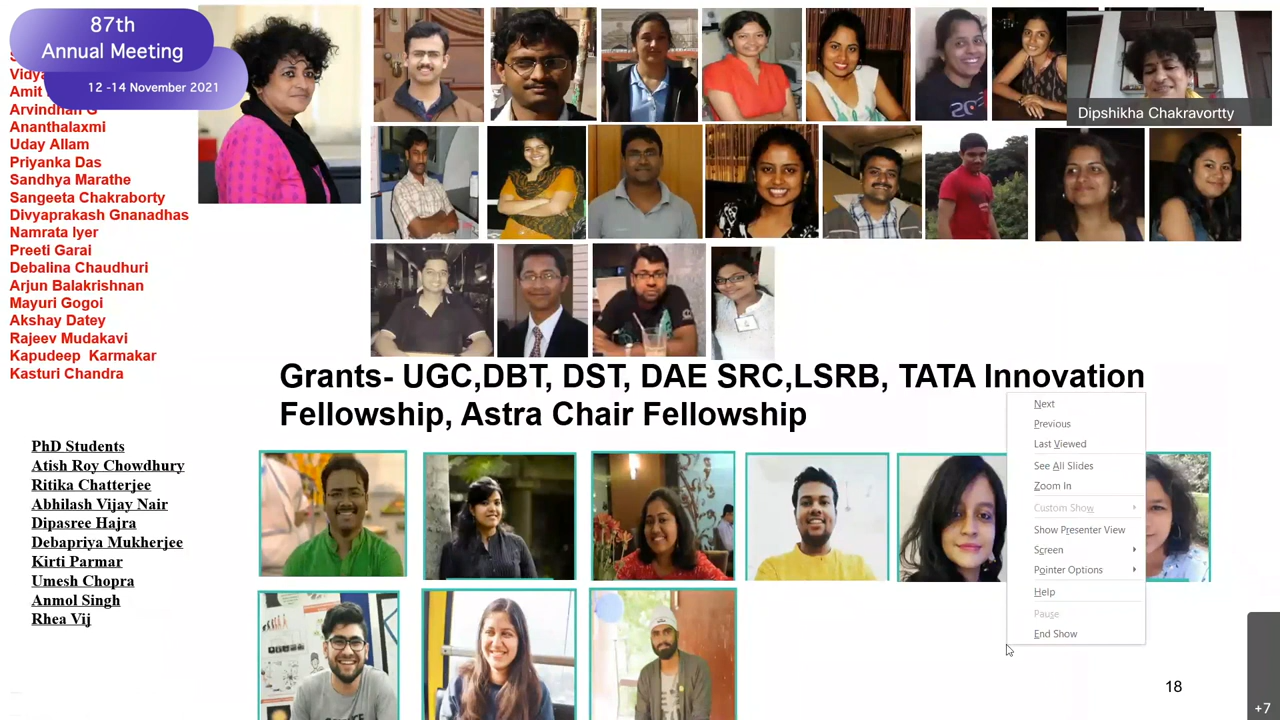 87th
Annual Meeting
12 -14 November 2021
Vidya
Amit
Arvindhan G
Ananthalaxmi
Uday Allam
Priyanka Das
Sandhya Marathe
Sangeeta Chakraborty
Divyaprakash Gnanadhas
Namrata Iyer
Preeti Garai
Debalina Chaudhuri
Arjun Balakrishnan
Mayuri Gogoi
Akshay Datey
Rajeev Mudakavi
Kapudeep Karmakar
Kasturi Chandra
Dipshikha Chakravortty
Grants- UGC,DBT, DST, DAE SRC,LSRB, TATA Innovation
Fellowship, Astra Chair Fellowship
PhD Students
Atish Roy Chowdhury
Ritika Chatterjee
Abhilash Vijay Nair
Dipasree Hajra
Debapriya Mukherjee
Kirti Parmar
Umesh Chopra
Anmol Singh
Rhea Vij
Next
Previous
Last Viewed
See All Slides
Zoom In
Custom Show
Show Presenter View
Screen
Pointer Options
Help
Pause
End Show
18
+7